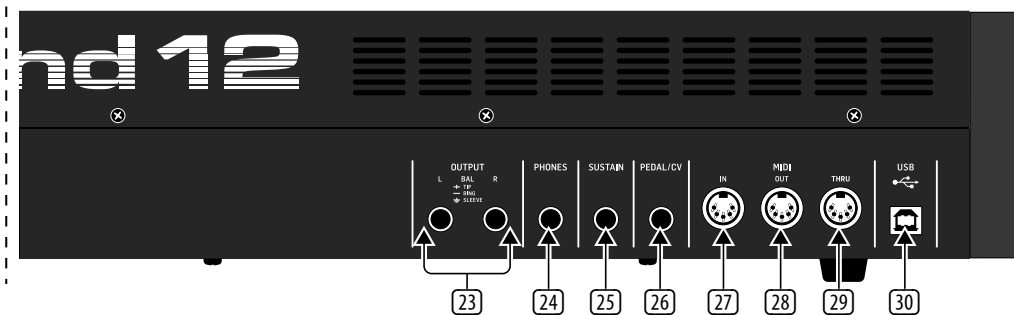 nd 12
OUTPUT
L BAL R
TIP
RING
SLEEVE
PHONES
SUSTAIN
PEDAL/CV
MIDI
IN OUT THRU
USB
23 24 25 26 27 28 29 30